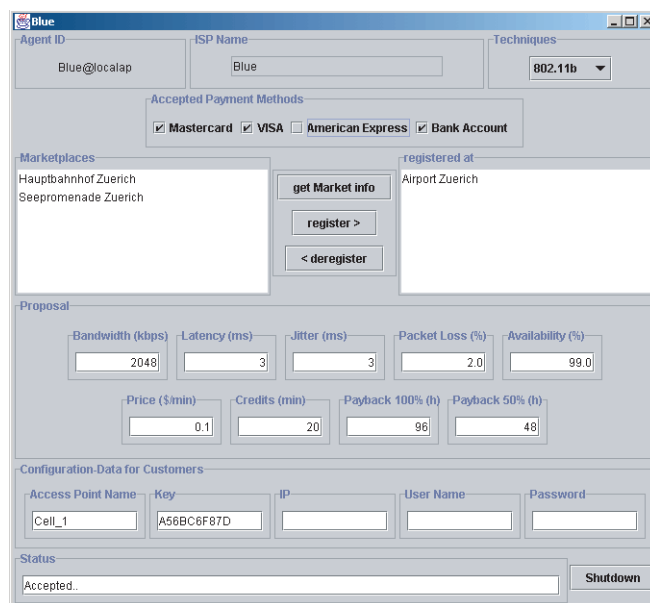 Blue
Agent ID
ISP Name
Techniques
Blue@localap
Blue
802.11b
Accepted Payment Methods
Mastercard VISA American Express Bank Account
Marketplaces
registered at
Hauptbahnhof Zuerich
Seepromenade Zuerich
get Market info
register >
< deregister
Airport Zuerich
Proposal
Bandwidth (kbps) Latency (ms) Jitter (ms) Packet Loss (%) Availability (%)
2048 3 3 2.0 99.0
Price ($/min) Credits (min) Payback 100% (h) Payback 50% (h)
0.1 20 96 48
Configuration-Data for Customers
Access Point Name Key IP User Name Password
Cell_1 A56BC6F87D
Status
Accepted..
Shutdown